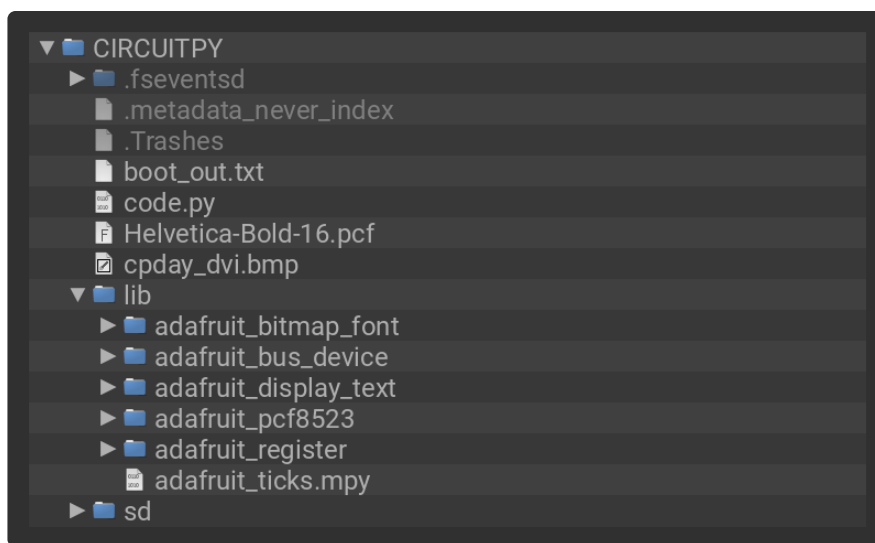 CIRCUITPY
.fseventsd
.metadata_never_index
.Trashes
boot_out.txt
code.py
Helvetica-Bold-16.pcf
cpday_dvi.bmp
lib
adafruit_bitmap_font
adafruit_bus_device
adafruit_display_text
adafruit_pcf8523
adafruit_register
adafruit_ticks.mpy
sd